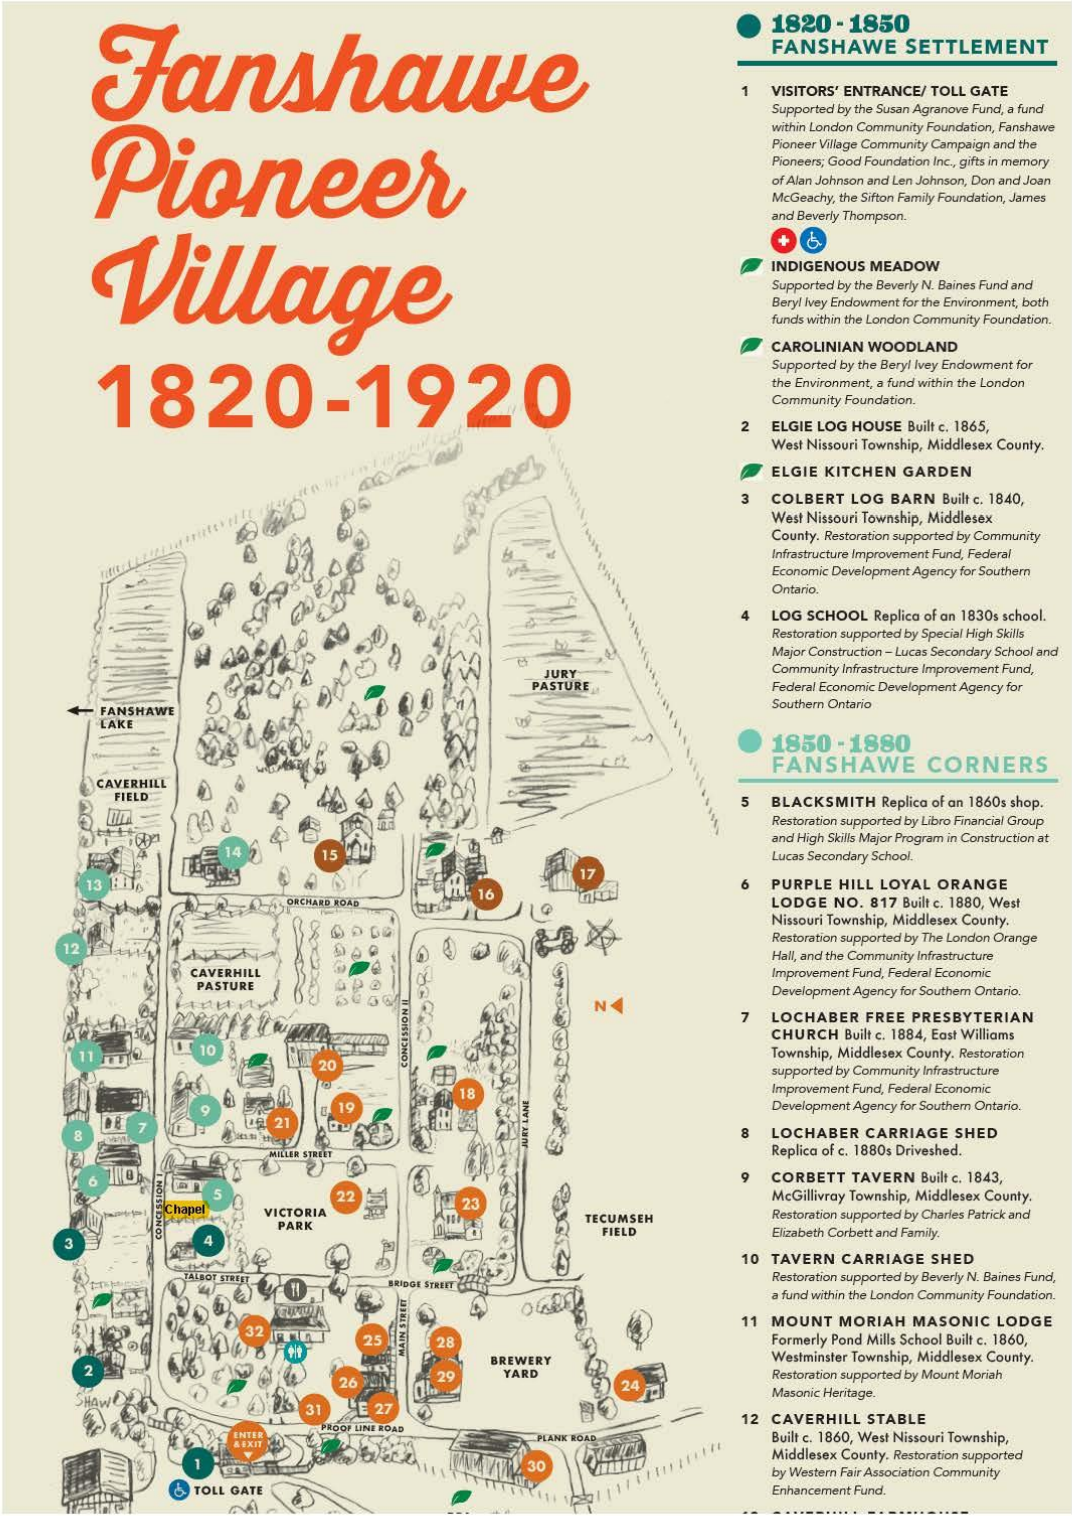 Fanshawe
Pioneer
Village
1820-1920
1820 - 1850
FANSHAWE SETTLEMENT
1 VISITORS' ENTRANCE/ TOLL GATE
Supported by the Susan Agranove Fund, a fund
within London Community Foundation, Fanshawe
Pioneer Village Community Campaign and the
Pioneers; Good Foundation Inc., gifts in memory
of Alan Johnson and Len Johnson, Don and Joan
McGeachy, the Sifton Family Foundation, James
and Beverly Thompson.
INDIGENOUS MEADOW
Supported by the Beverly N. Baines Fund and
Beryl Ivey Endowment for the Environment, both
funds within the London Community Foundation.
CAROLINIAN WOODLAND
Supported by the Beryl Ivey Endowment for
the Environment, a fund within the London
Community Foundation.
2 ELGIE LOG HOUSE Built c. 1865,
West Nissouri Township, Middlesex County.
ELGIE KITCHEN GARDEN
3 COLBERT LOG BARN Built c. 1840,
West Nissouri Township, Middlesex
County. Restoration supported by Community
Infrastructure Improvement Fund, Federal
Economic Development Agency for Southern
Ontario.
4 LOG SCHOOL Replica of an 1830s school.
Restoration supported by Special High Skills
Major Construction – Lucas Secondary School and
Community Infrastructure Improvement Fund,
Federal Economic Development Agency for
Southern Ontario
1850 - 1880
FANSHAWE CORNERS
5 BLACKSMITH Replica of an 1860s shop.
Restoration supported by Libro Financial Group
and High Skills Major Program in Construction at
Lucas Secondary School.
6 PURPLE HILL LOYAL ORANGE
LODGE NO. 817 Built c. 1880, West
Nissouri Township, Middlesex County.
Restoration supported by The London Orange
Hall, and the Community Infrastructure
Improvement Fund, Federal Economic
Development Agency for Southern Ontario.
7 LOCHABER FREE PRESBYTERIAN
CHURCH Built c. 1884, East Williams
Township, Middlesex County. Restoration
supported by Community Infrastructure
Improvement Fund, Federal Economic
Development Agency for Southern Ontario.
8 LOCHABER CARRIAGE SHED
Replica of c. 1880s Driveshed.
9 CORBETT TAVERN Built c. 1843,
McGillivray Township, Middlesex County.
Restoration supported by Charles Patrick and
Elizabeth Corbett and Family.
10 TAVERN CARRIAGE SHED
Restoration supported by Beverly N. Baines Fund,
a fund within the London Community Foundation.
11 MOUNT MORIAH MASONIC LODGE
Formerly Pond Mills School Built c. 1860,
Westminster Township, Middlesex County.
Restoration supported by Mount Moriah
Masonic Heritage.
12 CAVERHILL STABLE
Built c. 1860, West Nissouri Township,
Middlesex County. Restoration supported
by Western Fair Association Community
Enhancement Fund.
JURY
PASTURE
FANSHAWE
LAKE
CAVERHILL
FIELD
14
15
17
13
16
ORCHARD ROAD
12
CAVERHILL
PASTURE
N
CONCESSION II
11
10
20
18
9
19
21
8
7
JURY LANE
MILLER STREET
6
5
22
23
CONCESSION I
Chapel
VICTORIA
PARK
TECUMSEH
FIELD
3
4
TALBOT STREET
BRIDGE STREET
32
25
MAIN STREET
28
2
26
29
BREWERY
YARD
24
SHAW
31
27
PROOF LINE ROAD
ENTER
& EXIT
PLANK ROAD
1
30
TOLL GATE